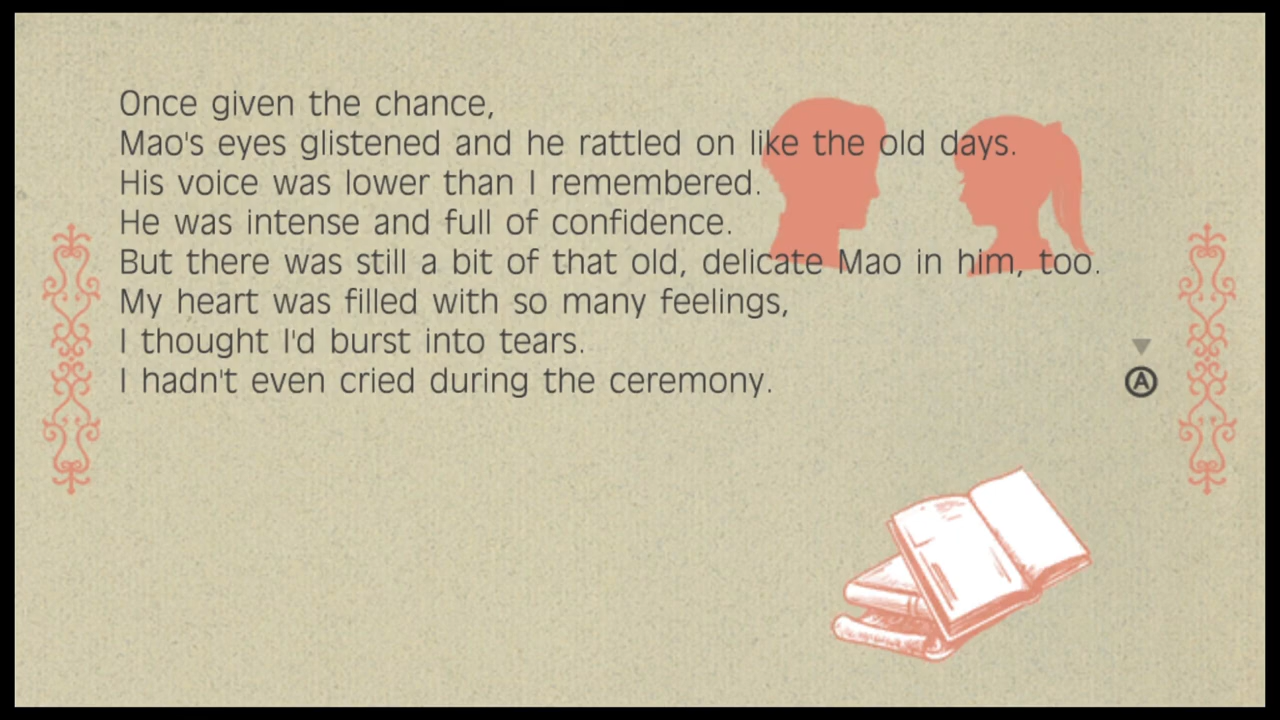 Once given the chance,
Mao's eyes glistened and he rattled on like the old days.
His voice was lower than I remembered.
He was intense and full of confidence.
But there was still a bit of that old, delicate Mao in him, too.
My heart was filled with so many feelings,
I thought I'd burst into tears.
I hadn't even cried during the ceremony.
A